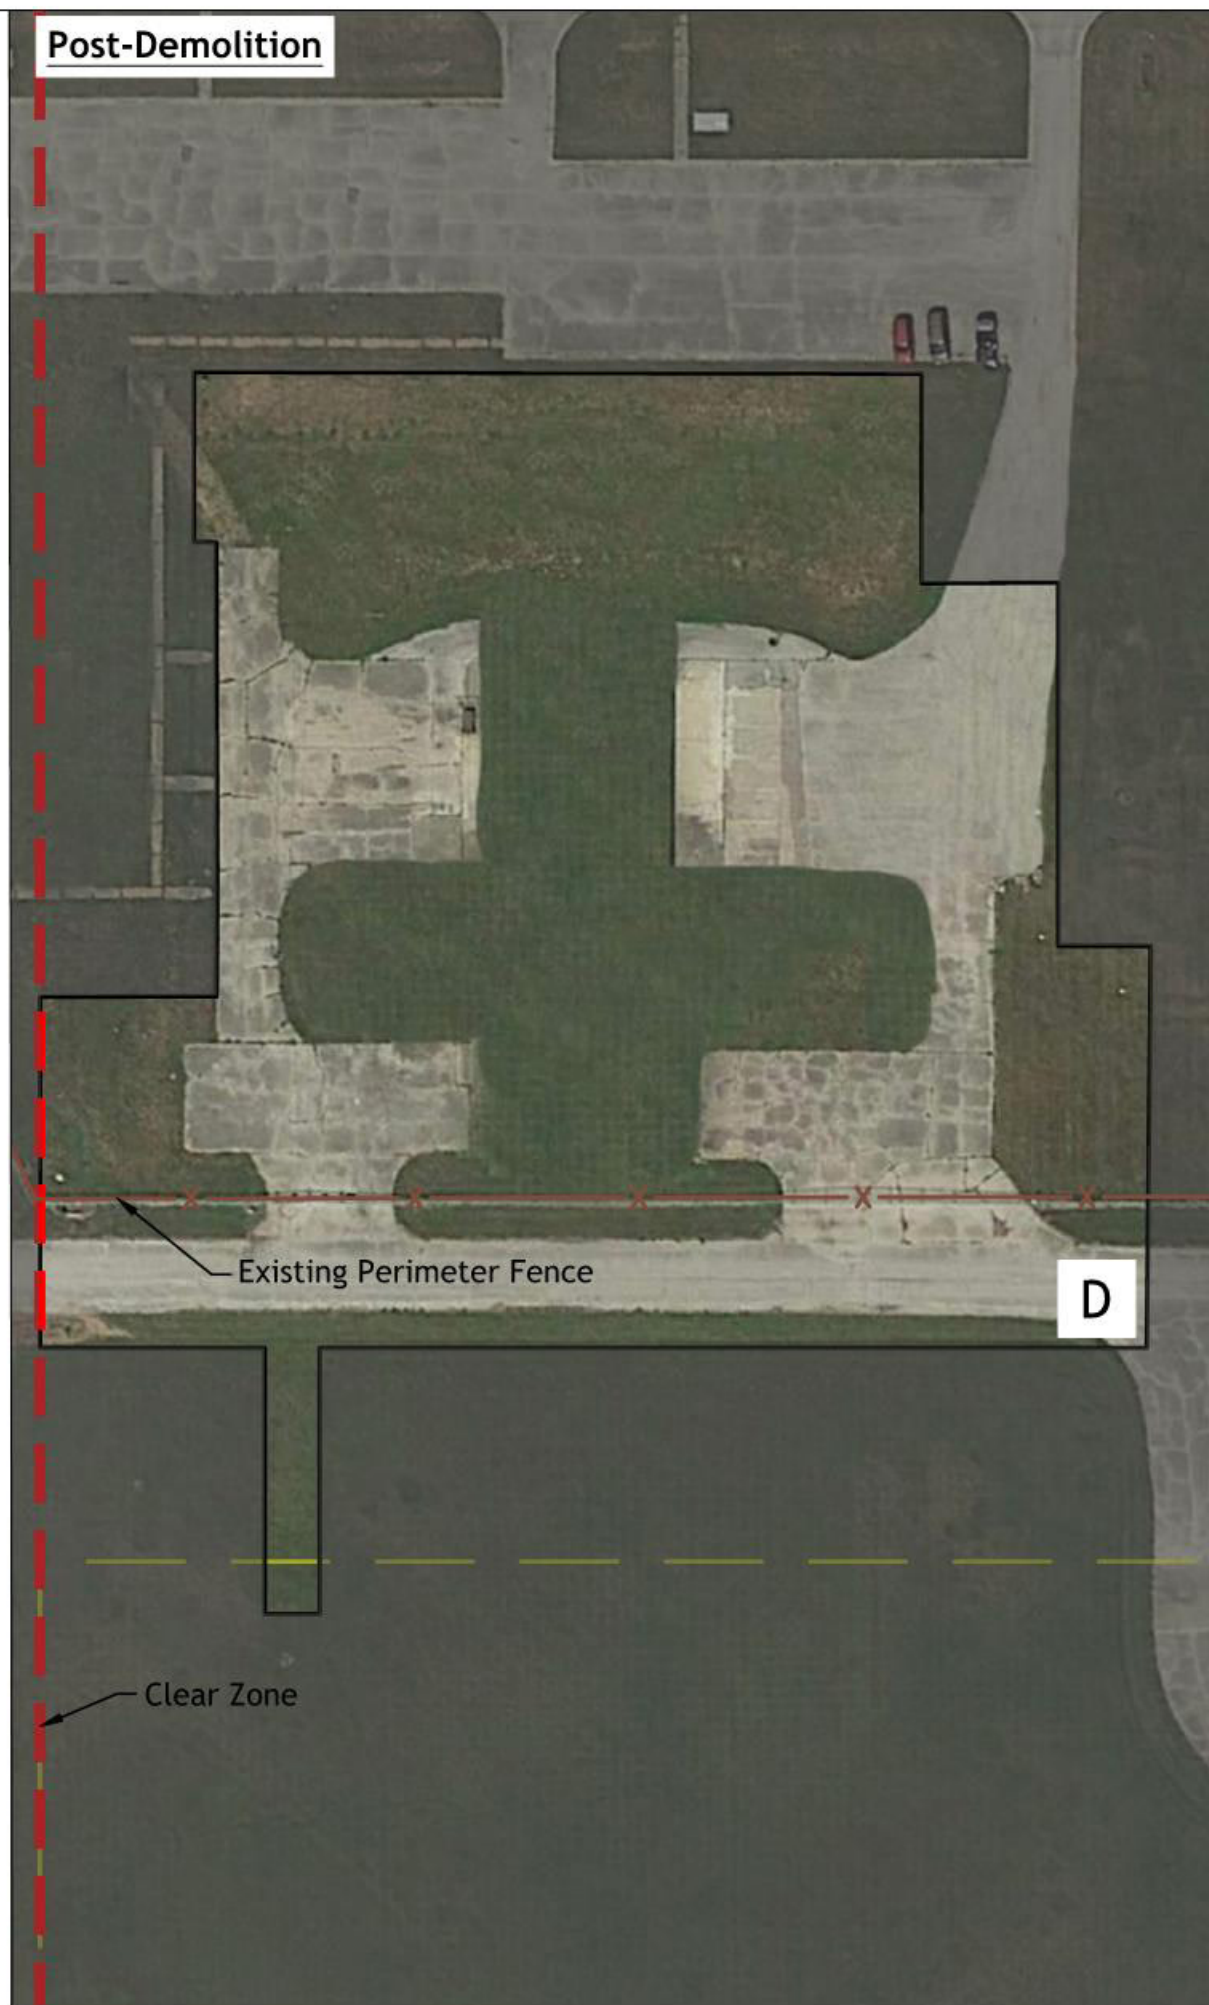 Post-Demolition
X X X X X
Existing Perimeter Fence
D
Clear Zone